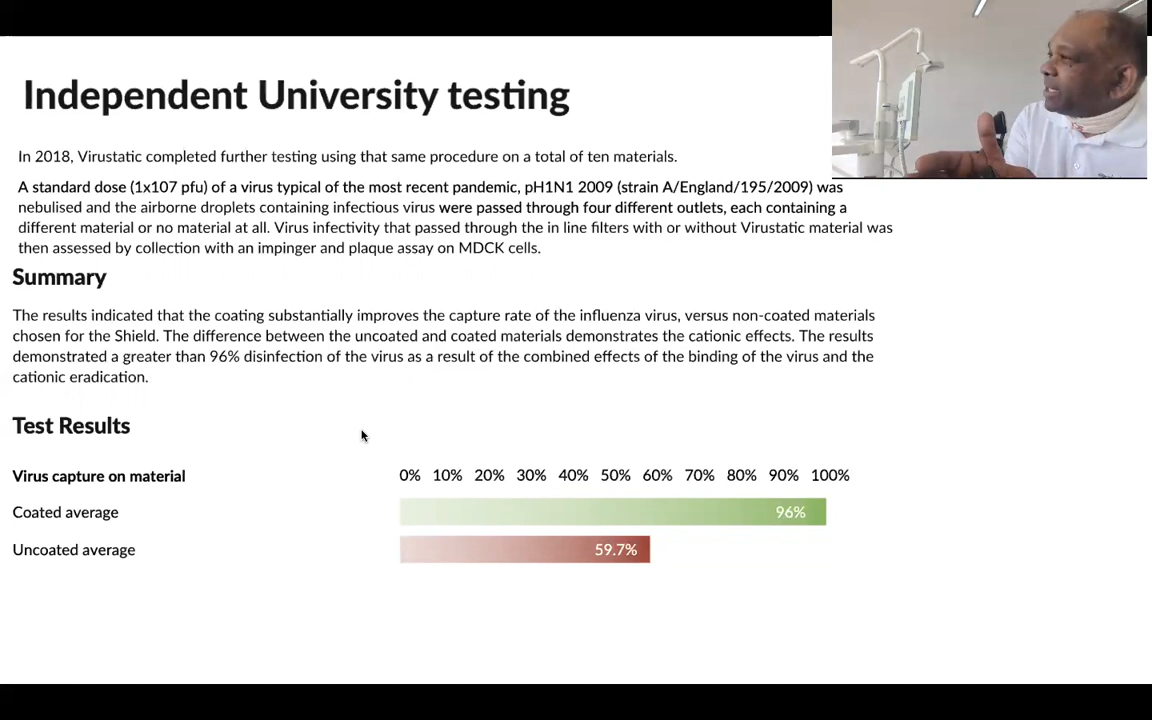 Independent University testing
In 2018, Virustatic completed further testing using that same procedure on a total of ten materials.
A standard dose (1x107 pfu) of a virus typical of the most recent pandemic, pH1N1 2009 (strain A/England/195/2009) was
nebulised and the airborne droplets containing infectious virus were passed through four different outlets, each containing a
different material or no material at all. Virus infectivity that passed through the in line filters with or without Virustatic material was
then assessed by collection with an impinger and plaque assay on MDCK cells.
Summary
The results indicated that the coating substantially improves the capture rate of the influenza virus, versus non-coated materials
chosen for the Shield. The difference between the uncoated and coated materials demonstrates the cationic effects. The results
demonstrated a greater than 96% disinfection of the virus as a result of the combined effects of the binding of the virus and the
cationic eradication.
Test Results
Virus capture on material 0% 10% 20% 30% 40% 50% 60% 70% 80% 90% 100%
Coated average 96%
Uncoated average 59.7%